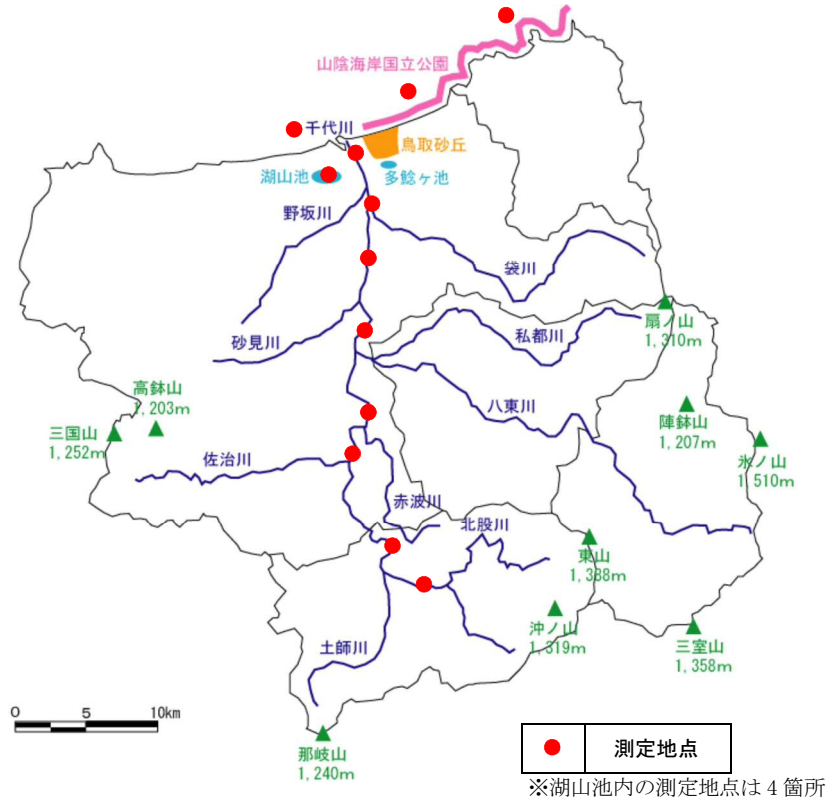 山陰海岸国立公園
千代川
鳥取砂丘
湖山池
多鯰ヶ池
野坂川
袋川
扇ノ山
1,310m
砂見川
私都川
高鉢山
1,203m
三国山
1,252m
八東川
陣鉢山
1,207m
氷ノ山
1,510m
佐治川
赤波川
北股川
東山
1,388m
沖ノ山
1,319m
土師川
三室山
1,358m
那岐山
1,240m
0 5 10km
測定地点
※湖山池内の測定地点は4箇所